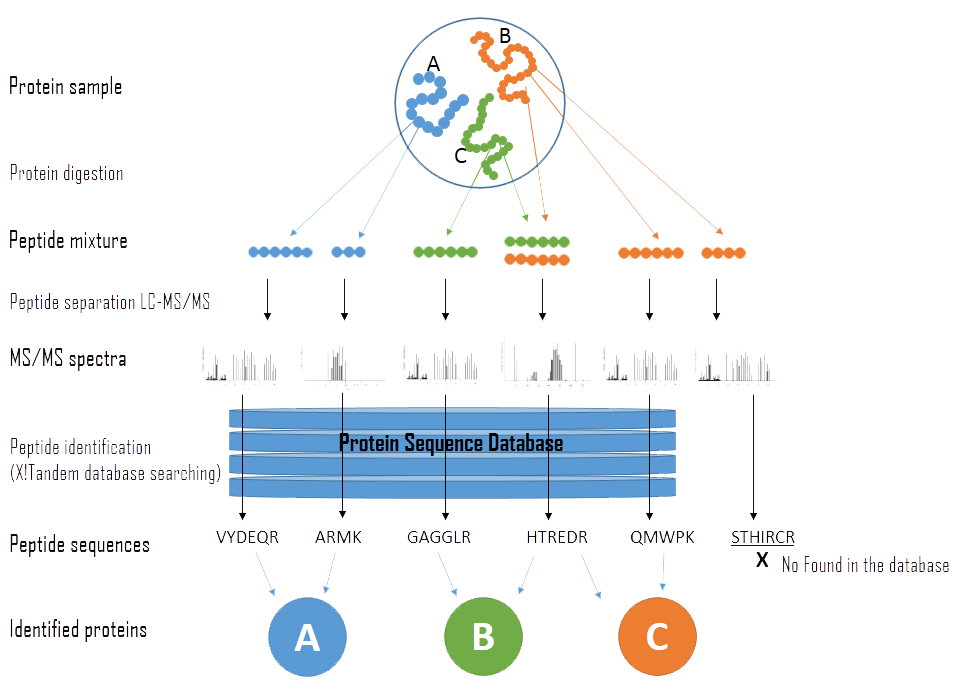 B
A
Protein sample
C
Protein digestion
Peptide mixture
Peptide separation LC-MS/MS
MS/MS spectra
Protein Sequence Database
Peptide identification
(X!Tandem database searching)
Peptide sequences
VYDEQR ARMK GAGGLR HTREDR QMWPK STHIRCR
X No Found in the database
Identified proteins
A B C